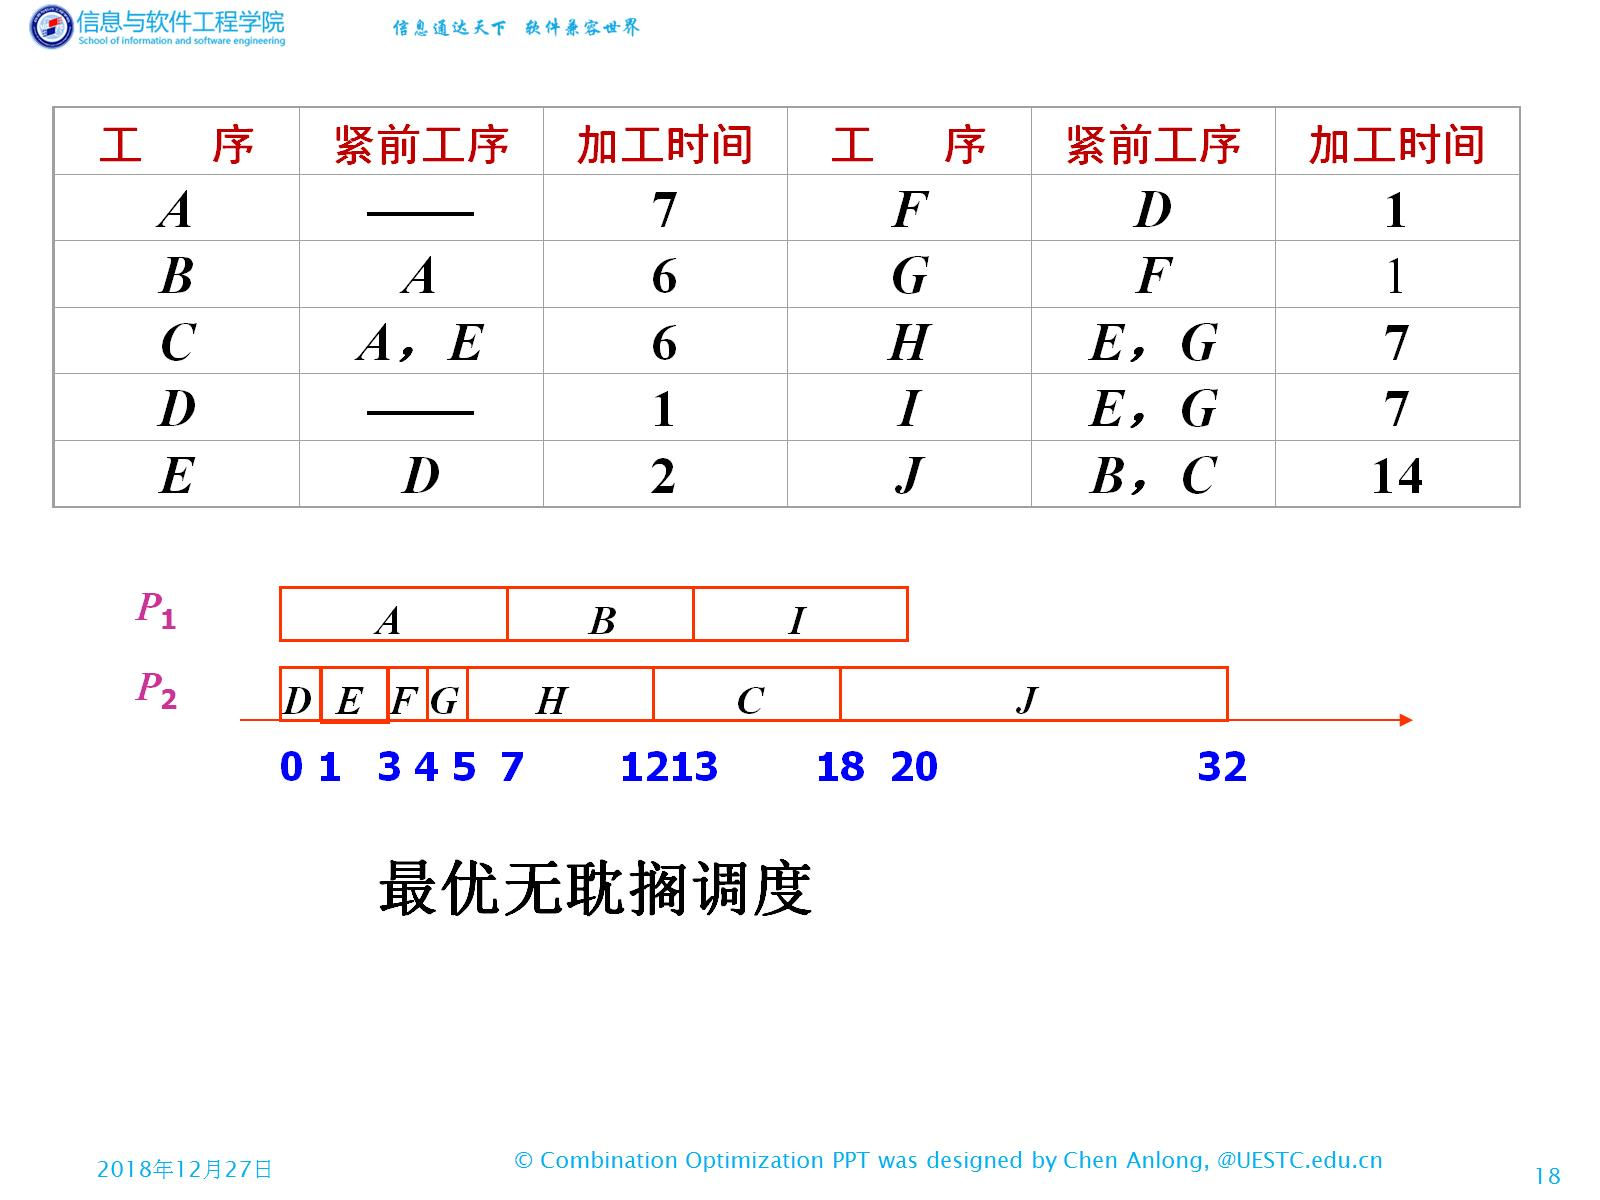 信息与软件工程学院
School of information and software engineering
信息通达天下 软件兼容世界
工 序 紧前工序 加工时间 工 序 紧前工序 加工时间
A —— 7 F D 1
B A 6 G F 1
C A，E 6 H E，G 7
D —— 1 I E，G 7
E D 2 J B，C 14
P1 A B I
P2 D E F G H C J
0 1 3 4 5 7 12 13 18 20 32
最优无耽搁调度
2018年12月27日
© Combination Optimization PPT was designed by Chen Anlong, @UESTC.edu.cn
18